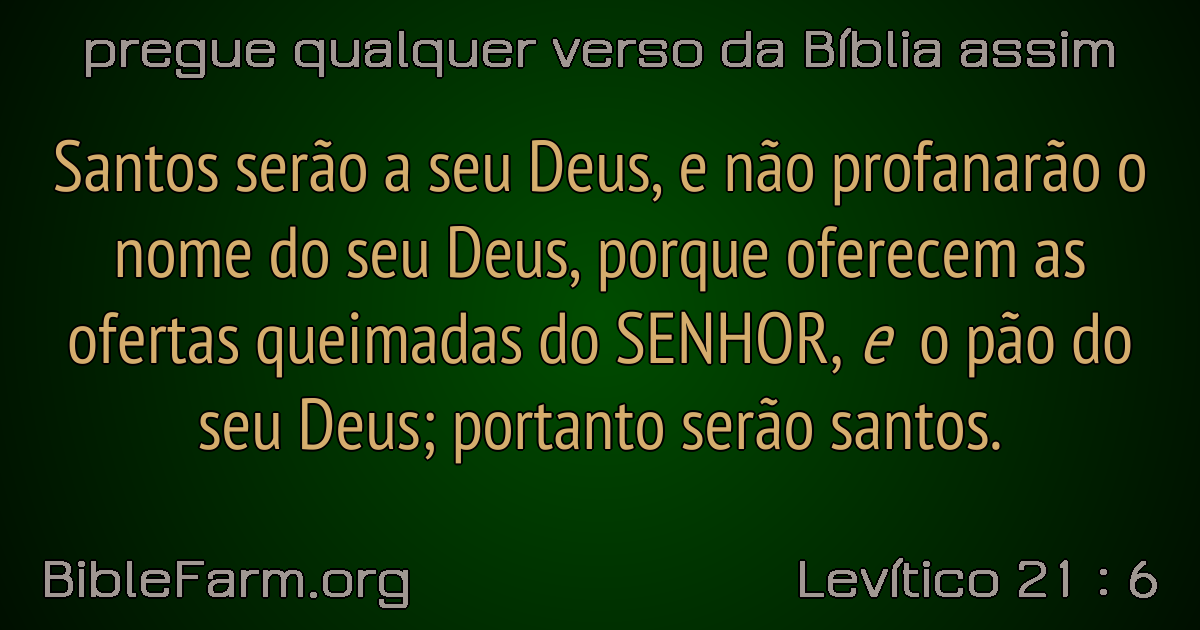 pregue qualquer verso da Bíblia assim
Santos serão a seu Deus, e não profanarão o
nome do seu Deus, porque oferecem as
ofertas queimadas do SENHOR, e o pão do
seu Deus; portanto serão santos.
BibleFarm.org
Levítico 21 : 6